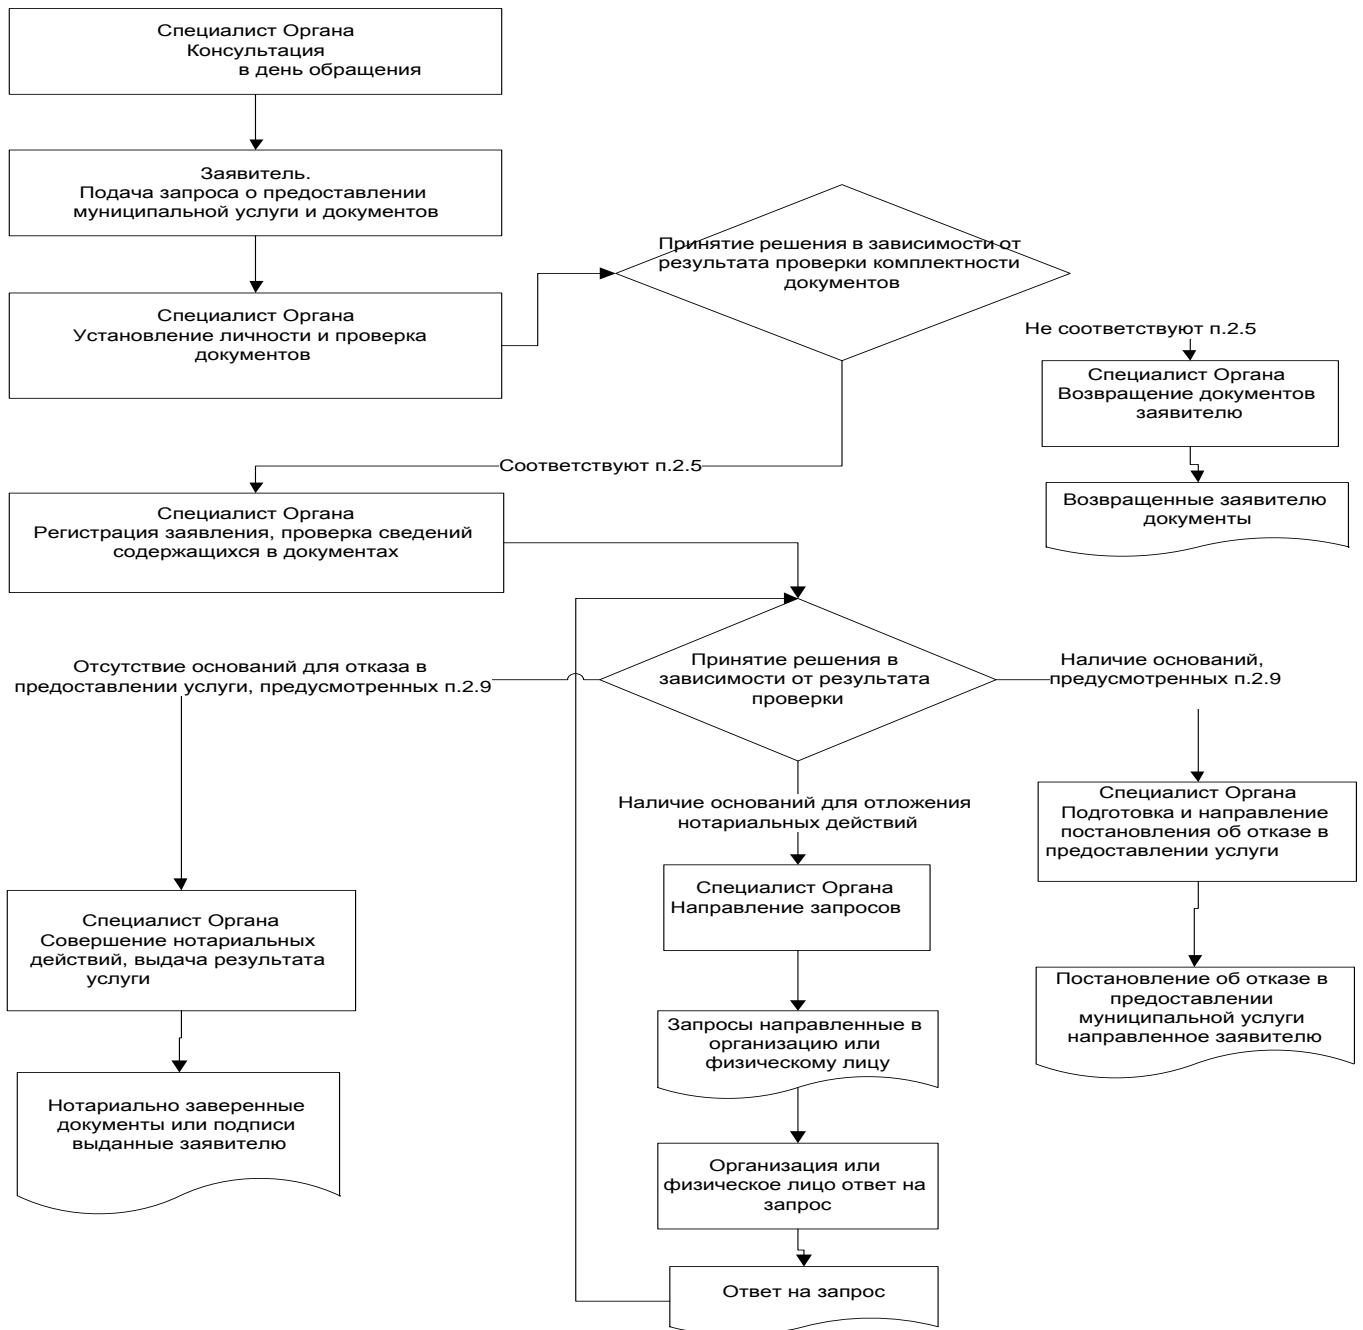 Специалист Органа
Консультация
в день обращения
Заявитель.
Подача запроса о предоставлении
муниципальной услуги и документов
Специалист Органа
Установление личности и проверка
документов
Принятие решения в зависимости от
результата проверки комплектности
документов
Не соответствуют п.2.5
Специалист Органа
Возвращение документов
заявителю
Возвращенные заявителю
документы
Соответствуют п.2.5
Специалист Органа
Регистрация заявления, проверка сведений
содержащихся в документах
Принятие решения в
зависимости от результата
проверки
Отсутствие оснований для отказа в
предоставлении услуги, предусмотренных п.2.9
Наличие оснований,
предусмотренных п.2.9
Наличие оснований для отложения
нотариальных действий
Специалист Органа
Подготовка и направление
постановления об отказе в
предоставлении услуги
Специалист Органа
Направление запросов
Специалист Органа
Совершение нотариальных
действий, выдача результата
услуги
Постановление об отказе в
предоставлении
муниципальной услуги
направленное заявителю
Запросы направленные в
организацию или
физическому лицу
Нотариально заверенные
документы или подписи
выданные заявителю
Организация или
физическое лицо ответ на
запрос
Ответ на запрос